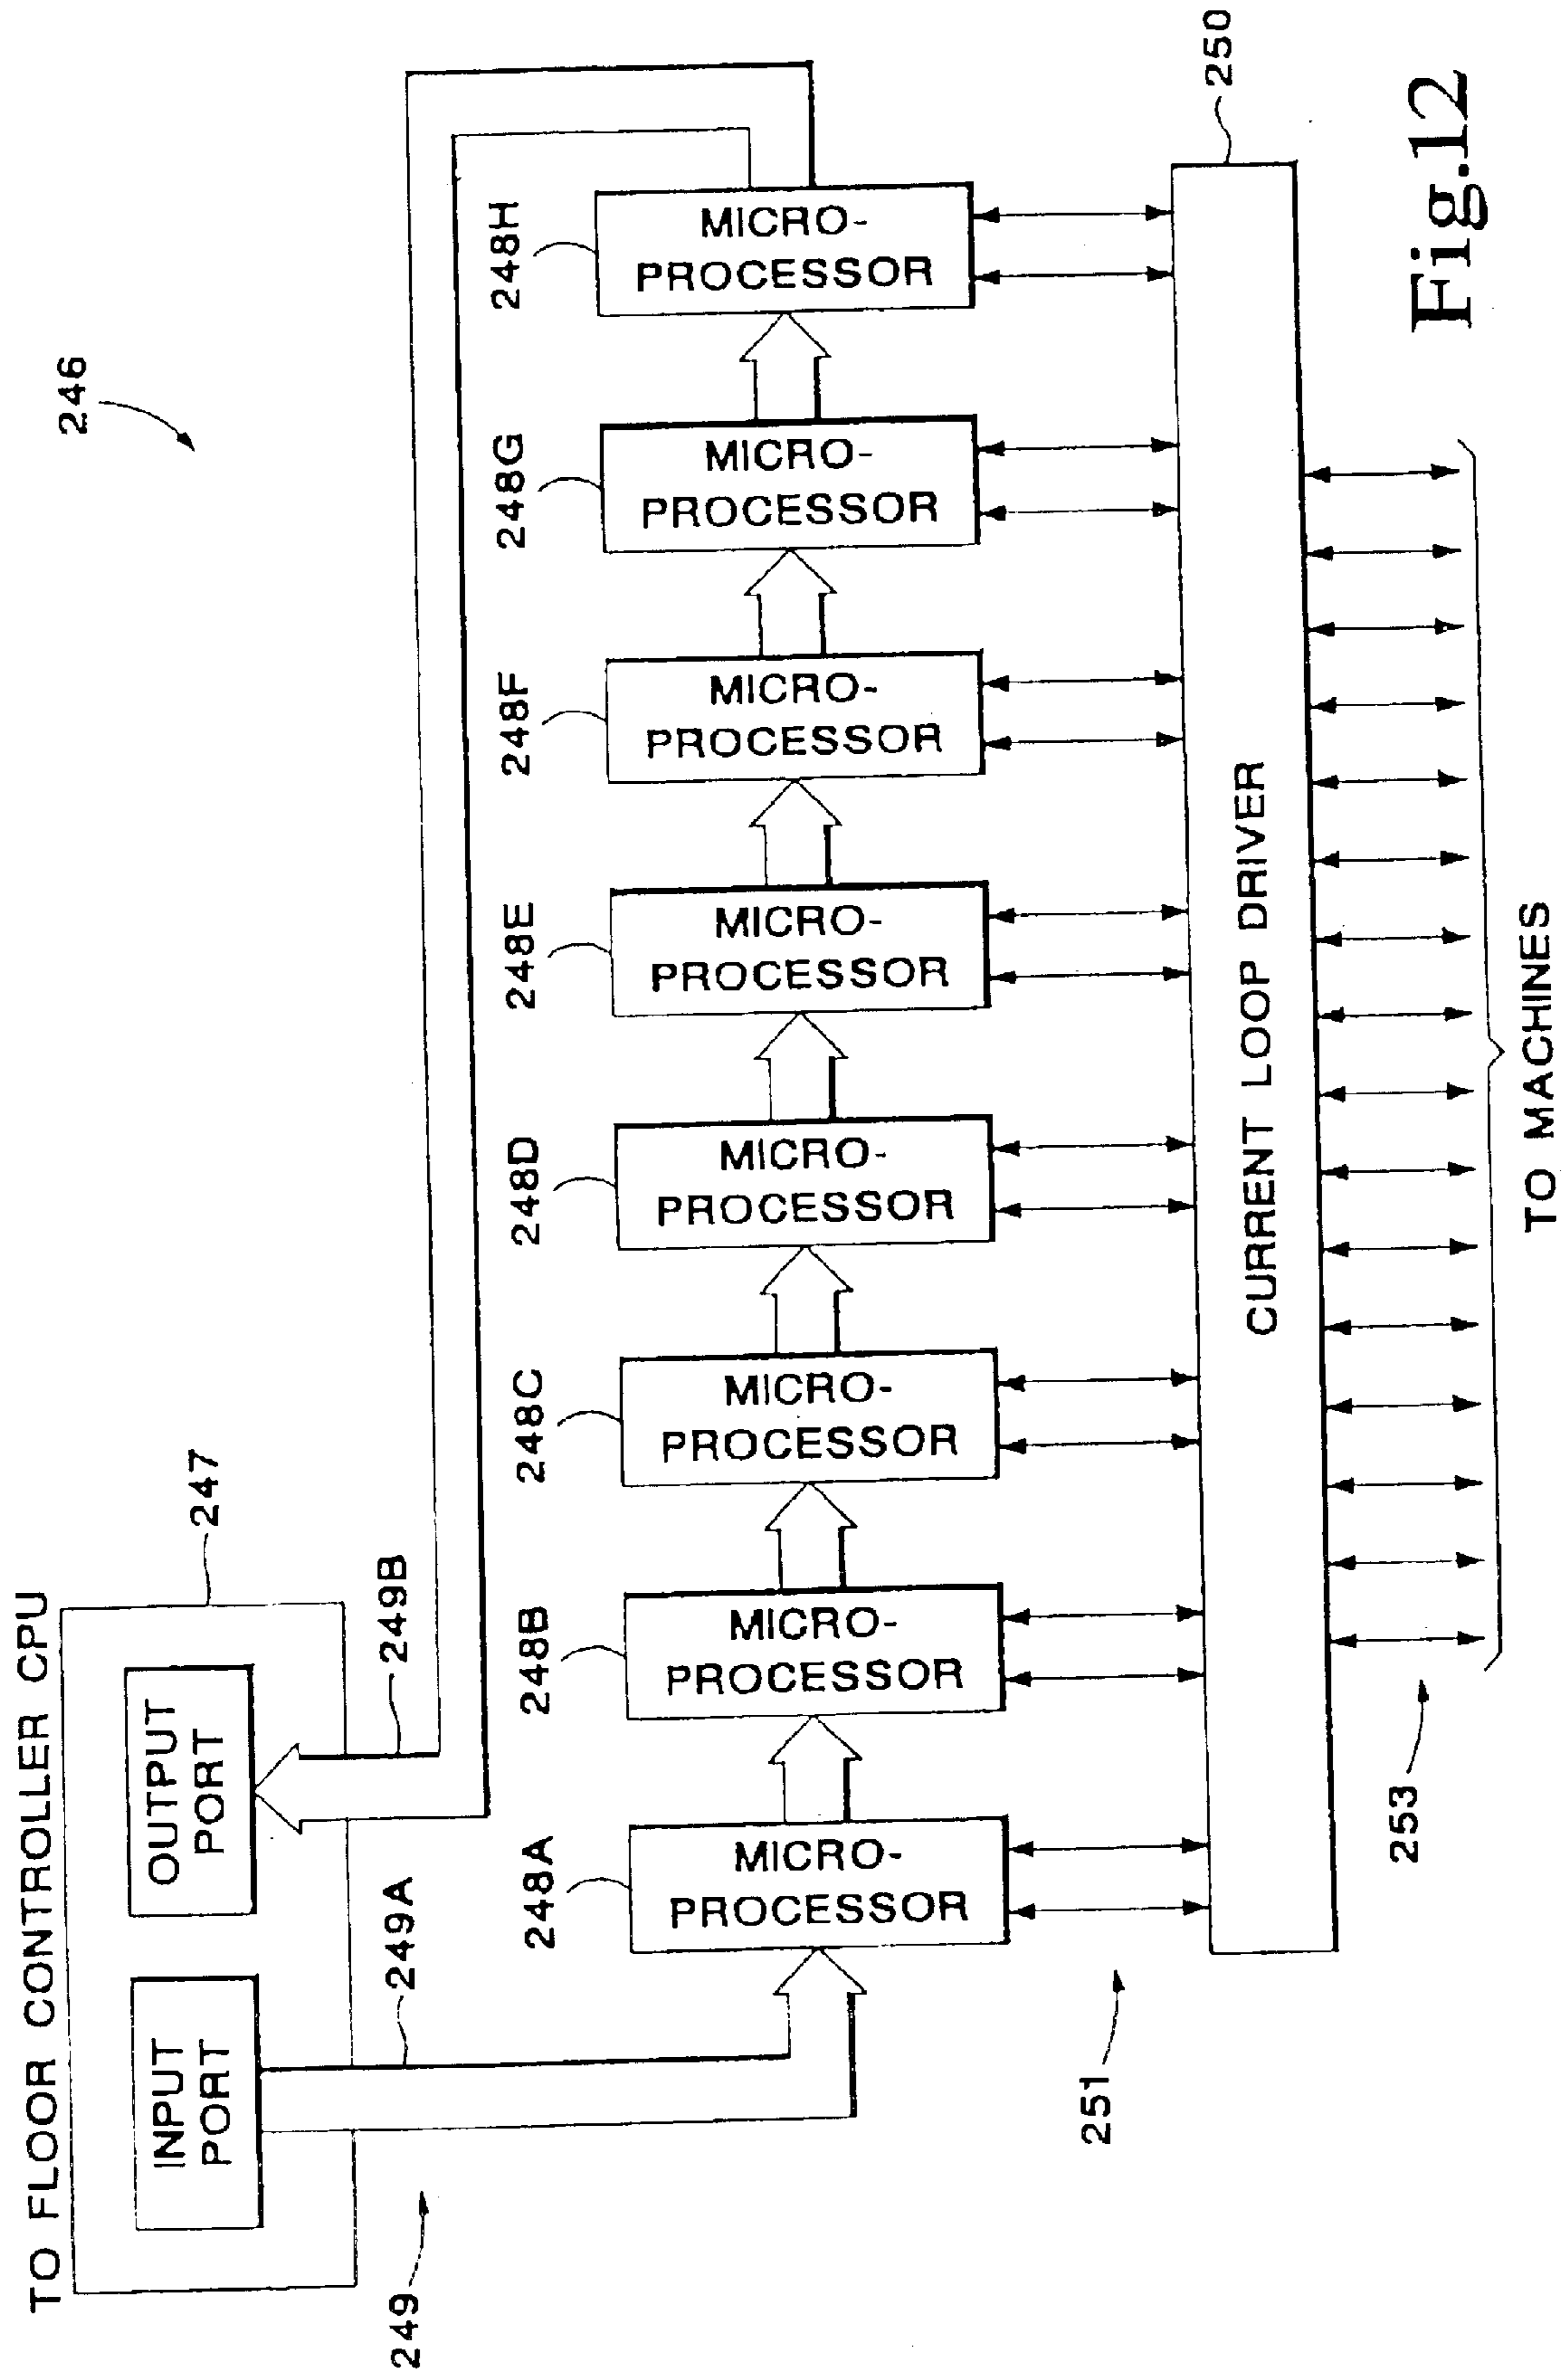 TO FLOOR CONTROLLER CPU
247
246
INPUT
PORT
OUTPUT
PORT
249
249A
249B
248A
248B
248C
248D
248E
248F
248G
248H
MICRO-
PROCESSOR
MICRO-
PROCESSOR
MICRO-
PROCESSOR
MICRO-
PROCESSOR
MICRO-
PROCESSOR
MICRO-
PROCESSOR
MICRO-
PROCESSOR
MICRO-
PROCESSOR
251
CURRENT LOOP DRIVER
250
253
TO MACHINES
Fig.12